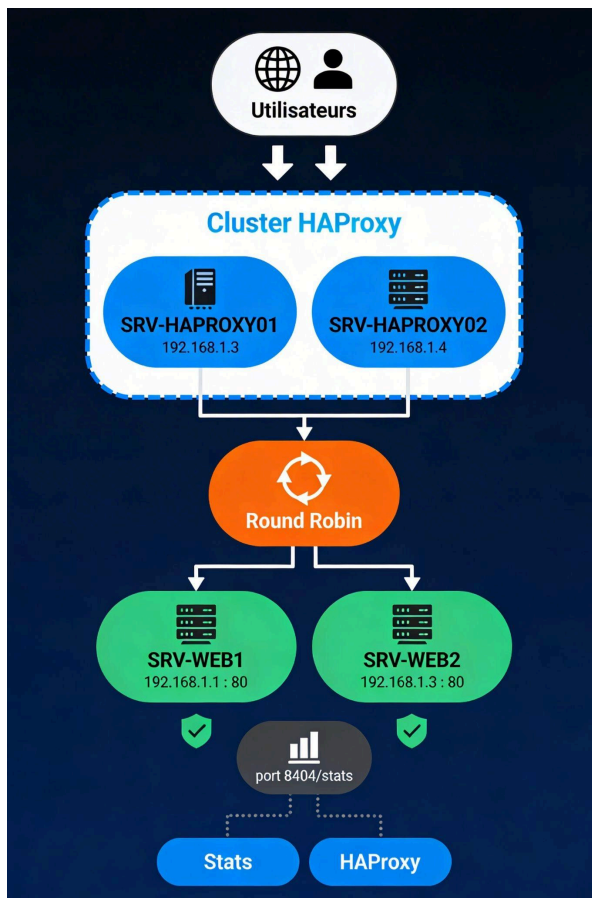 Utilisateurs
Cluster HAProxy
SRV-HAPROXY01
192.168.1.3
SRV-HAPROXY02
192.168.1.4
Round Robin
SRV-WEB1
192.168.1.1 : 80
SRV-WEB2
192.168.1.3 : 80
port 8404/stats
Stats
HAProxy